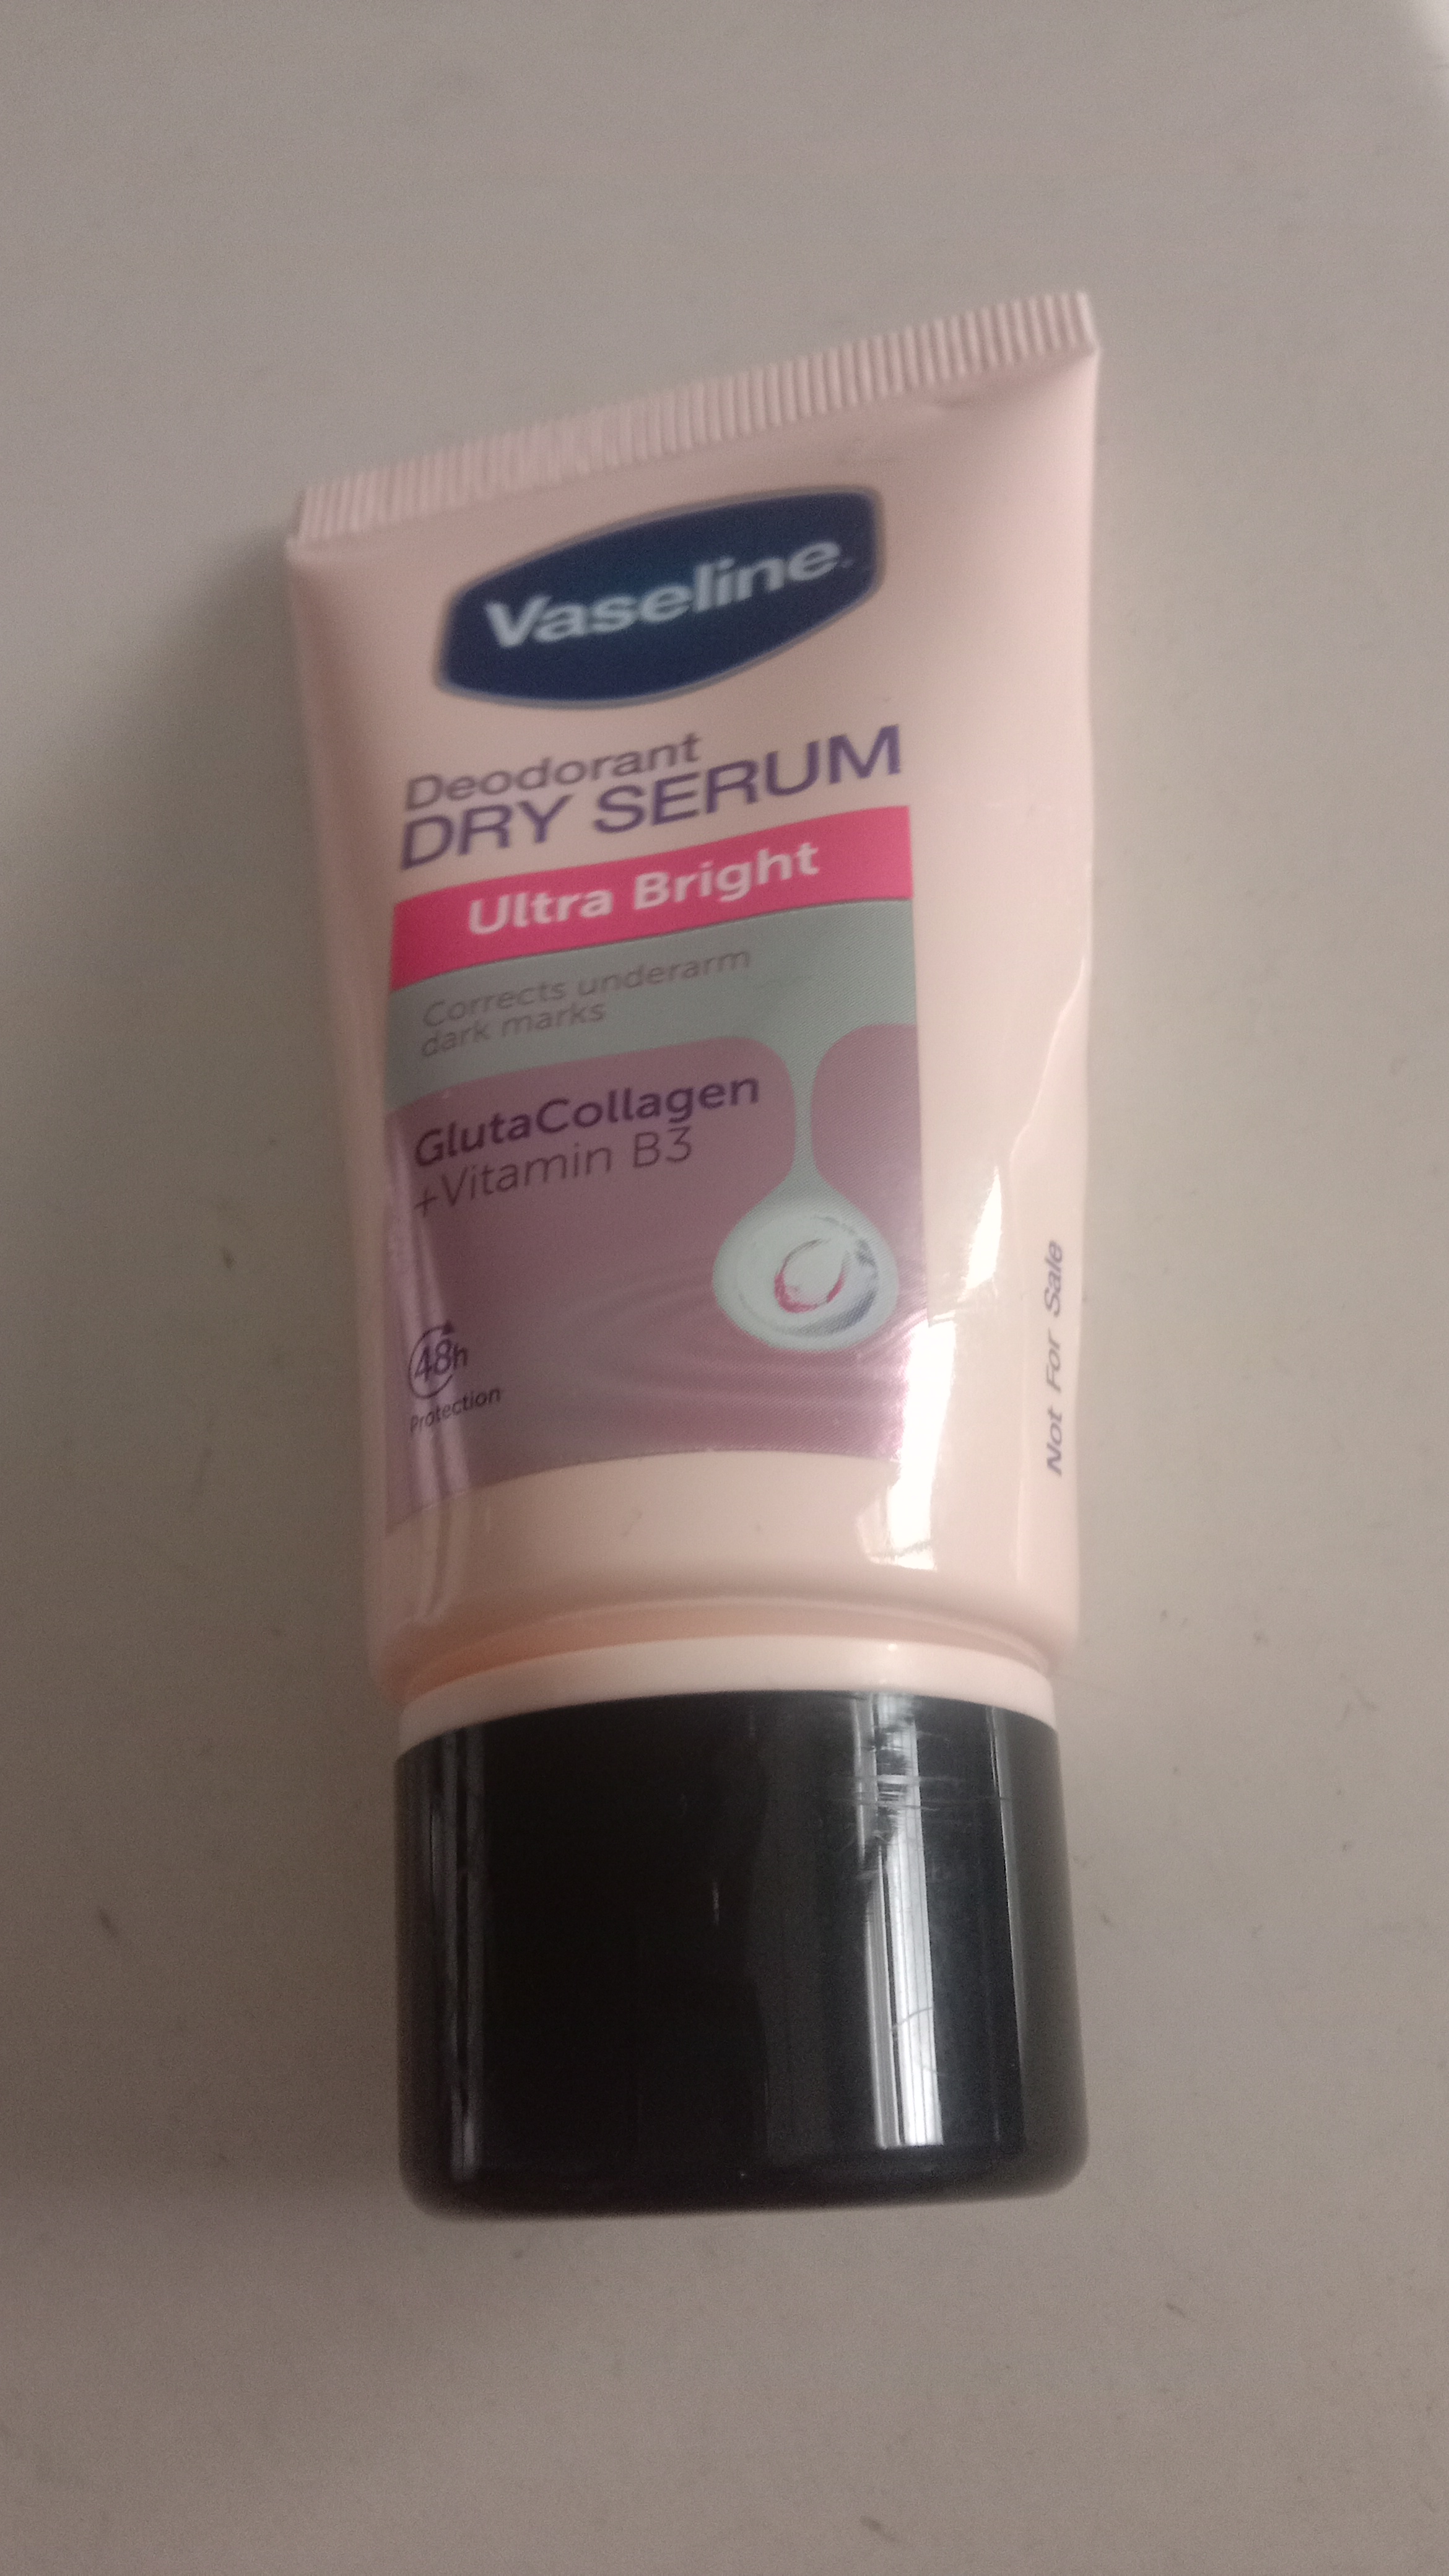 Vaseline
Deodorant
DRY SERUM
Ultra Bright
Corrects underarm
dark marks
GlutaCollagen
+Vitamin B3
48h
Protection
Not For Sale